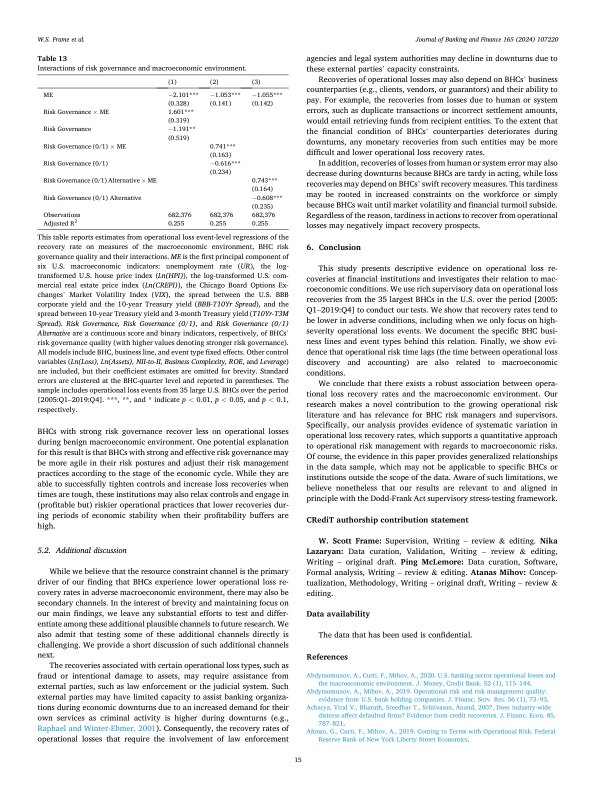 W.S. Frame et al.
Journal of Banking and Finance 165 (2024) 107220
Table 13
Interactions of risk governance and macroeconomic environment.
(1) (2) (3)
ME −2.101*** −1.053*** −1.055***
(0.328) (0.141) (0.142)
Risk Governance × ME 1.601***
(0.319)
Risk Governance −1.191**
(0.519)
Risk Governance (0/1) × ME 0.741***
(0.163)
Risk Governance (0/1) −0.616***
(0.234)
Risk Governance (0/1) Alternative × ME 0.743***
(0.164)
Risk Governance (0/1) Alternative −0.608***
(0.235)
Observations 682,376 682,376 682,376
Adjusted R² 0.255 0.255 0.255
This table reports estimates from operational loss event-level regressions of the
recovery rate on measures of the macroeconomic environment, BHC risk
governance quality and their interactions. ME is the first principal component of
six U.S. macroeconomic indicators: unemployment rate (UR), the log-
transformed U.S. house price index (Ln(HPI)), the log-transformed U.S. com-
mercial real estate price index (Ln(CREPI)), the Chicago Board Options Ex-
changes' Market Volatility Index (VIX), the spread between the U.S. BBB
corporate yield and the 10-year Treasury yield (BBB-T10Yr Spread), and the
spread between 10-year Treasury yield and 3-month Treasury yield (T10Yr-T3M
Spread). Risk Governance, Risk Governance (0/1), and Risk Governance (0/1)
Alternative are a continuous score and binary indicators, respectively, of BHCs'
risk governance quality (with higher values denoting stronger risk governance).
All models include BHC, business line, and event type fixed effects. Other control
variables (Ln(Loss), Ln(Assets), NII-to-II, Business Complexity, ROE, and Leverage)
are included, but their coefficient estimates are omitted for brevity. Standard
errors are clustered at the BHC-quarter level and reported in parentheses. The
sample includes operational loss events from 35 large U.S. BHCs over the period
[2005:Q1–2019:Q4]. ***, **, and * indicate p < 0.01, p < 0.05, and p < 0.1,
respectively.
BHCs with strong risk governance recover less on operational losses
during benign macroeconomic environment. One potential explanation
for this result is that BHCs with strong and effective risk governance may
be more agile in their risk postures and adjust their risk management
practices according to the stage of the economic cycle. While they are
able to successfully tighten controls and increase loss recoveries when
times are tough, these institutions may also relax controls and engage in
(profitable but) riskier operational practices that lower recoveries dur-
ing periods of economic stability when their profitability buffers are
high.
5.2. Additional discussion
While we believe that the resource constraint channel is the primary
driver of our finding that BHCs experience lower operational loss re-
covery rates in adverse macroeconomic environment, there may also be
secondary channels. In the interest of brevity and maintaining focus on
our main findings, we leave any substantial efforts to test and differ-
entiate among these additional plausible channels to future research. We
also admit that testing some of these additional channels directly is
challenging. We provide a short discussion of such additional channels
next.
The recoveries associated with certain operational loss types, such as
fraud or intentional damage to assets, may require assistance from
external parties, such as law enforcement or the judicial system. Such
external parties may have limited capacity to assist banking organiza-
tions during economic downturns due to an increased demand for their
own services as criminal activity is higher during downturns (e.g.,
Raphael and Winter-Ebmer, 2001). Consequently, the recovery rates of
operational losses that require the involvement of law enforcement
agencies and legal system authorities may decline in downturns due to
these external parties' capacity constraints.
Recoveries of operational losses may also depend on BHCs' business
counterparties (e.g., clients, vendors, or guarantors) and their ability to
pay. For example, the recoveries from losses due to human or system
errors, such as duplicate transactions or incorrect settlement amounts,
would entail retrieving funds from recipient entities. To the extent that
the financial condition of BHCs' counterparties deteriorates during
downturns, any monetary recoveries from such entities may be more
difficult and lower operational loss recovery rates.
In addition, recoveries of losses from human or system error may also
decrease during downturns because BHCs are tardy in acting, while loss
recoveries may depend on BHCs' swift recovery measures. This tardiness
may be rooted in increased constraints on the workforce or simply
because BHCs wait until market volatility and financial turmoil subside.
Regardless of the reason, tardiness in actions to recover from operational
losses may negatively impact recovery prospects.
6. Conclusion
This study presents descriptive evidence on operational loss re-
coveries at financial institutions and investigates their relation to mac-
roeconomic conditions. We use rich supervisory data on operational loss
recoveries from the 35 largest BHCs in the U.S. over the period [2005:
Q1–2019:Q4] to conduct our tests. We show that recovery rates tend to
be lower in adverse conditions, including when we only focus on high-
severity operational loss events. We document the specific BHC busi-
ness lines and event types behind this relation. Finally, we show evi-
dence that operational risk time lags (the time between operational loss
discovery and accounting) are also related to macroeconomic
conditions.
We conclude that there exists a robust association between opera-
tional loss recovery rates and the macroeconomic environment. Our
research makes a novel contribution to the growing operational risk
literature and has relevance for BHC risk managers and supervisors.
Specifically, our analysis provides evidence of systematic variation in
operational loss recovery rates, which supports a quantitative approach
to operational risk management with regards to macroeconomic risks.
Of course, the evidence in this paper provides generalized relationships
in the data sample, which may not be applicable to specific BHCs or
institutions outside the scope of the data. Aware of such limitations, we
believe nonetheless that our results are relevant to and aligned in
principle with the Dodd-Frank Act supervisory stress-testing framework.
CRediT authorship contribution statement
W. Scott Frame: Supervision, Writing – review & editing. Nika
Lazaryan: Data curation, Validation, Writing – review & editing,
Writing – original draft. Ping McLemore: Data curation, Software,
Formal analysis, Writing – review & editing. Atanas Mihov: Concep-
tualization, Methodology, Writing – original draft, Writing – review &
editing.
Data availability
The data that has been used is confidential.
References
Abdymomunov, A., Curti, F., Mihov, A., 2020. U.S. banking sector operational losses and
the macroeconomic environment. J. Money, Credit Bank. 52 (1), 115–144.
Abdymomunov, A., Mihov, A., 2019. Operational risk and risk management quality:
evidence from U.S. bank holding companies. J. Financ. Serv. Res. 56 (1), 73–93.
Acharya, Viral V., Bharath, Sreedhar T., Srinivasan, Anand, 2007. Does industry-wide
distress affect defaulted firms? Evidence from credit recoveries. J. Financ. Econ. 85,
787–821.
Afonso, G., Curti, F., Mihov, A., 2019. Coming to Terms with Operational Risk. Federal
Reserve Bank of New York Liberty Street Economics.
15